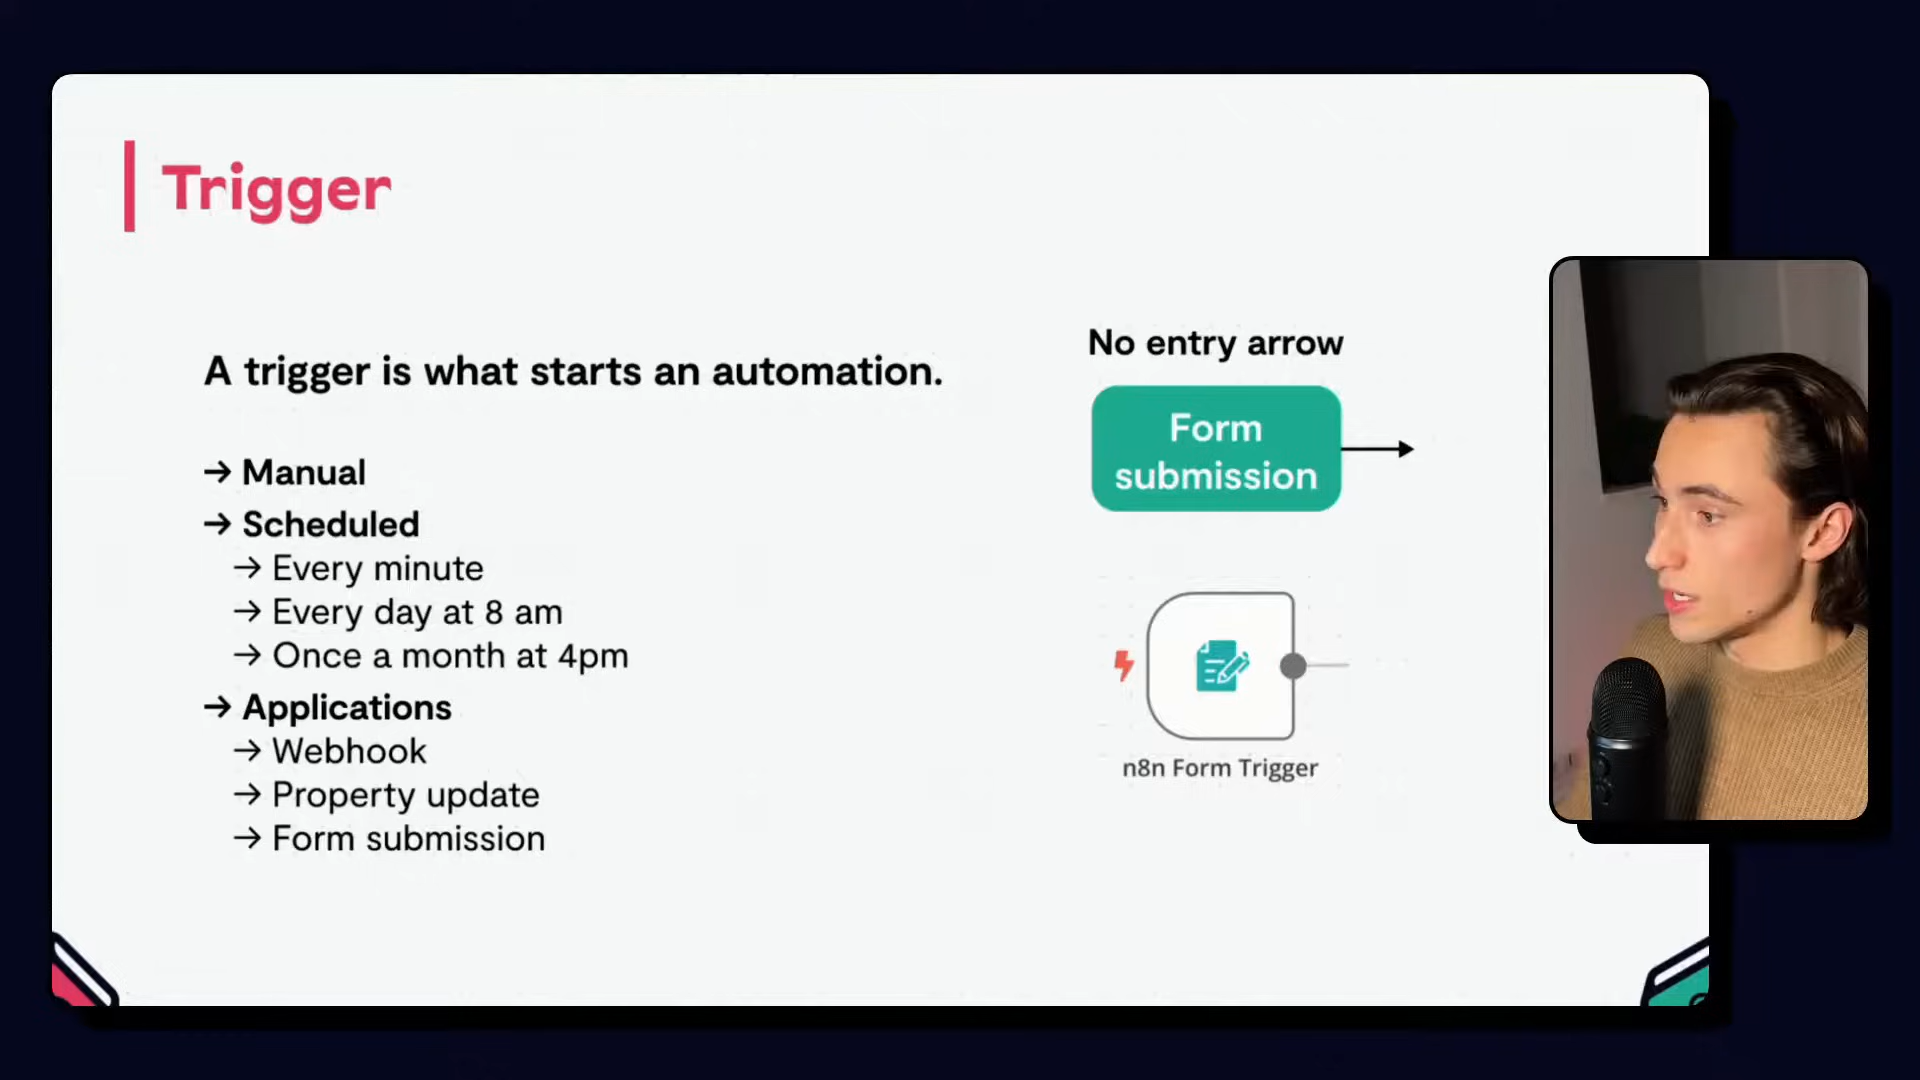 Trigger
A trigger is what starts an automation.
→ Manual
→ Scheduled
→ Every minute
→ Every day at 8 am
→ Once a month at 4pm
→ Applications
→ Webhook
→ Property update
→ Form submission
No entry arrow
Form
submission
n8n Form Trigger